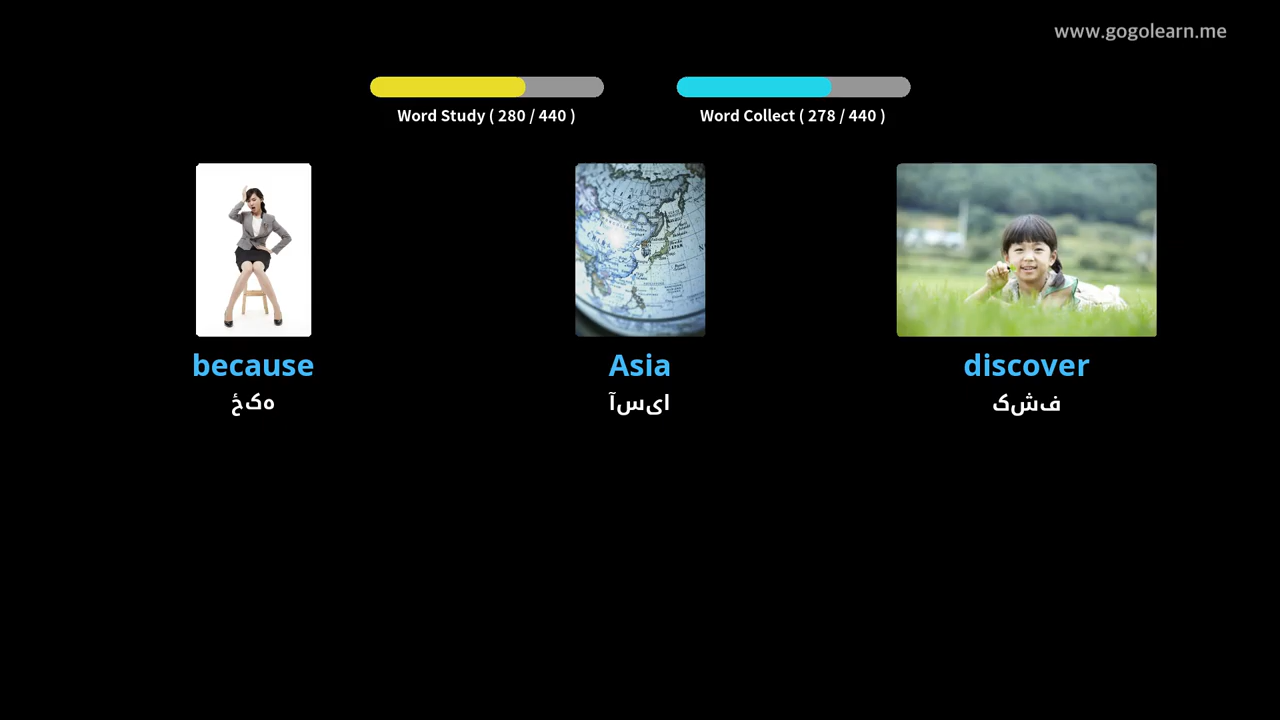 www.gogolearn.me
Word Study ( 280 / 440 )
Word Collect ( 278 / 440 )
because
هکځ
Asia
ایسآ
discover
فشک